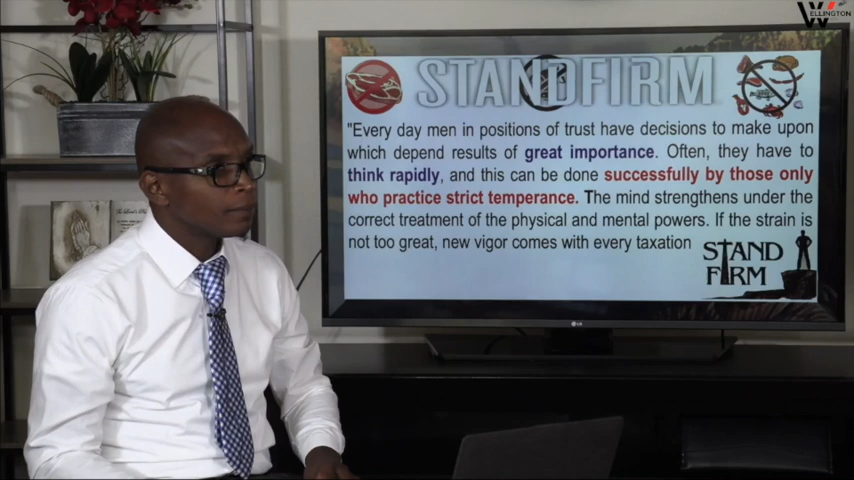 WELLINGTON
STANDFIRM
"Every day men in positions of trust have decisions to make upon
which depend results of great importance. Often, they have to
think rapidly, and this can be done successfully by those only
who practice strict temperance. The mind strengthens under the
correct treatment of the physical and mental powers. If the strain is
not too great, new vigor comes with every taxation
STAND
FIRM
LG